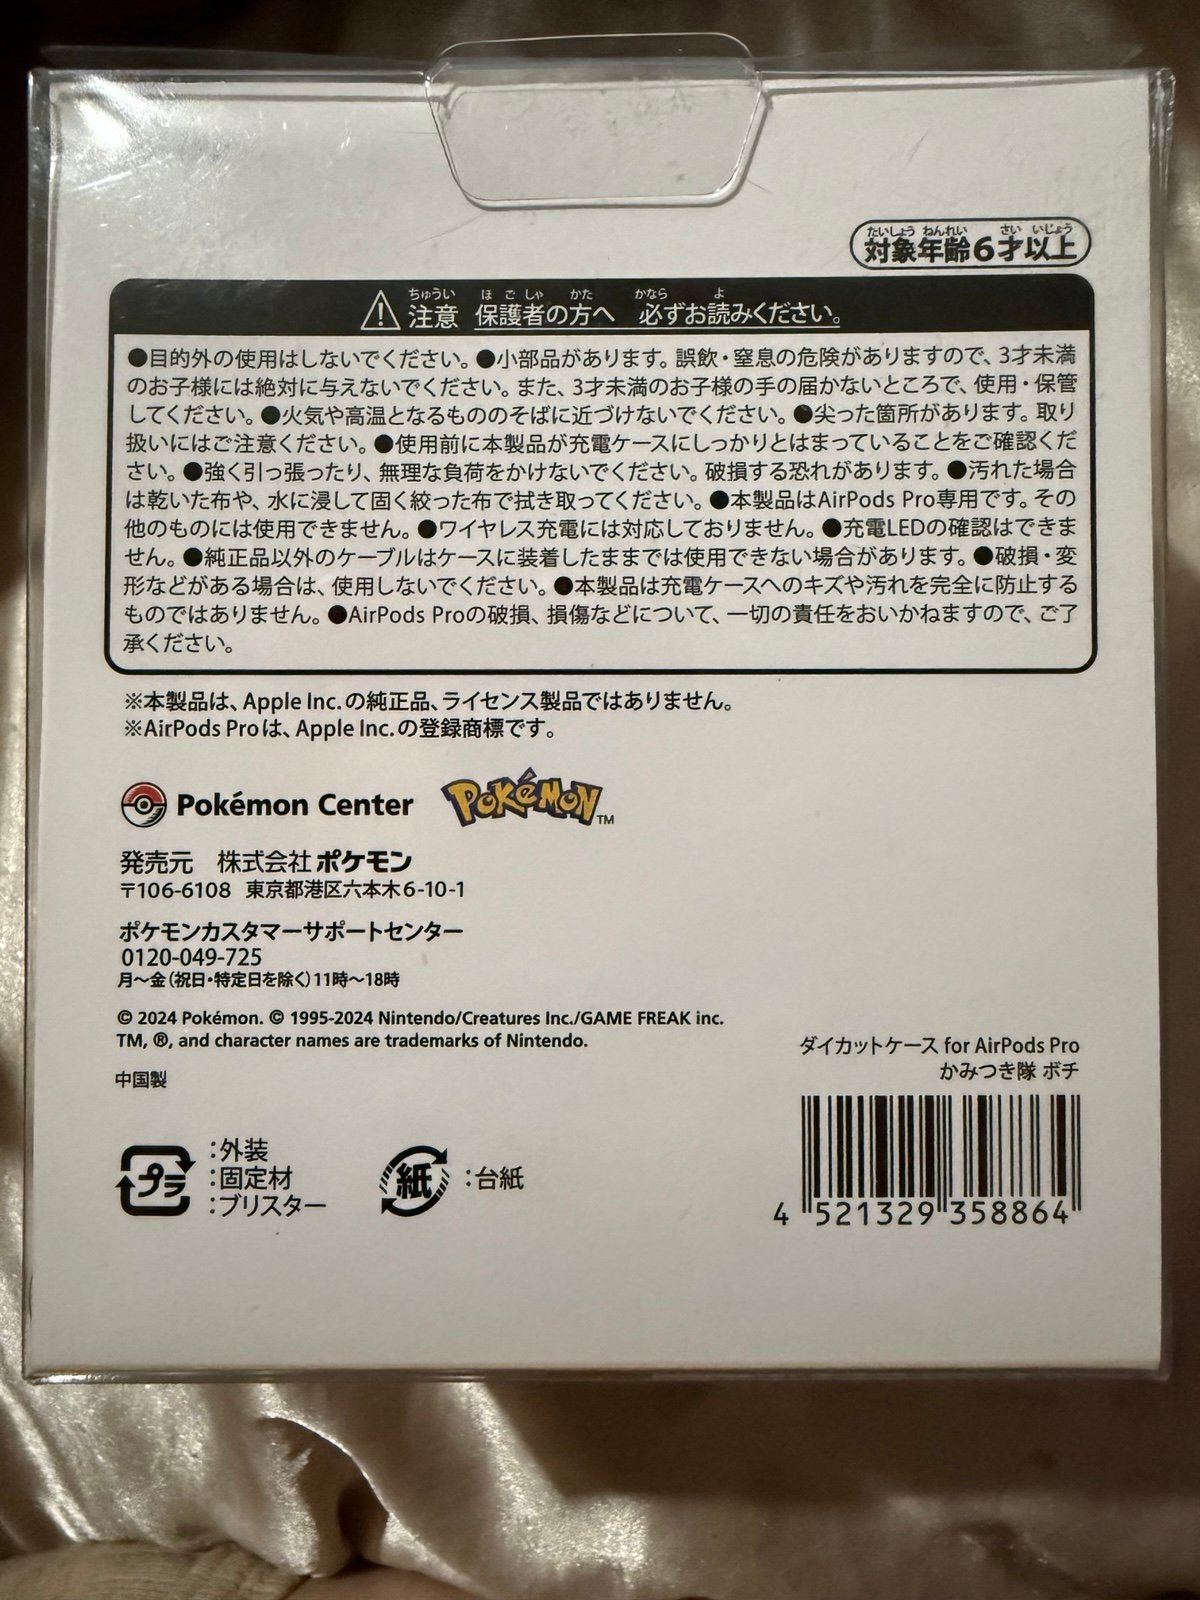 たいしょう ねんれい さい いじょう
対象年齢6才以上
ちゅうい ほごしゃ かた かなら よ
注意 保護者の方へ 必ずお読みください。
●目的外の使用はしないでください。●小部品があります。誤飲・窒息の危険がありますので、3才未満
のお子様には絶対に与えないでください。また、3才未満のお子様の手の届かないところで、使用・保管
してください。●火気や高温となるもののそばに近づけないでください。●尖った箇所があります。取り
扱いにはご注意ください。●使用前に本製品が充電ケースにしっかりとはまっていることをご確認くだ
さい。●強く引っ張ったり、無理な負荷をかけないでください。破損する恐れがあります。●汚れた場合
は乾いた布や、水に浸して固く絞った布で拭き取ってください。●本製品はAirPods Pro専用です。その
他のものには使用できません。●ワイヤレス充電には対応しておりません。●充電LEDの確認はできま
せん。●純正品以外のケーブルはケースに装着したままでは使用できない場合があります。●破損・変
形などがある場合は、使用しないでください。●本製品は充電ケースへのキズや汚れを完全に防止する
ものではありません。●AirPods Proの破損、損傷などについて、一切の責任をおいかねますので、ご了
承ください。
※本製品は、Apple Inc.の純正品、ライセンス製品ではありません。
※AirPods Proは、Apple Inc.の登録商標です。
Pokémon Center POKéMON TM
発売元 株式会社ポケモン
〒106-6108 東京都港区六本木6-10-1
ポケモンカスタマーサポートセンター
0120-049-725
月〜金(祝日・特定日を除く)11時〜18時
© 2024 Pokémon. © 1995-2024 Nintendo/Creatures Inc./GAME FREAK inc.
TM, ®, and character names are trademarks of Nintendo.
中国製
ダイカットケース for AirPods Pro
かみつき隊 ボチ
プラ :外装
:固定材
:ブリスター
紙 :台紙
4 521329 358864